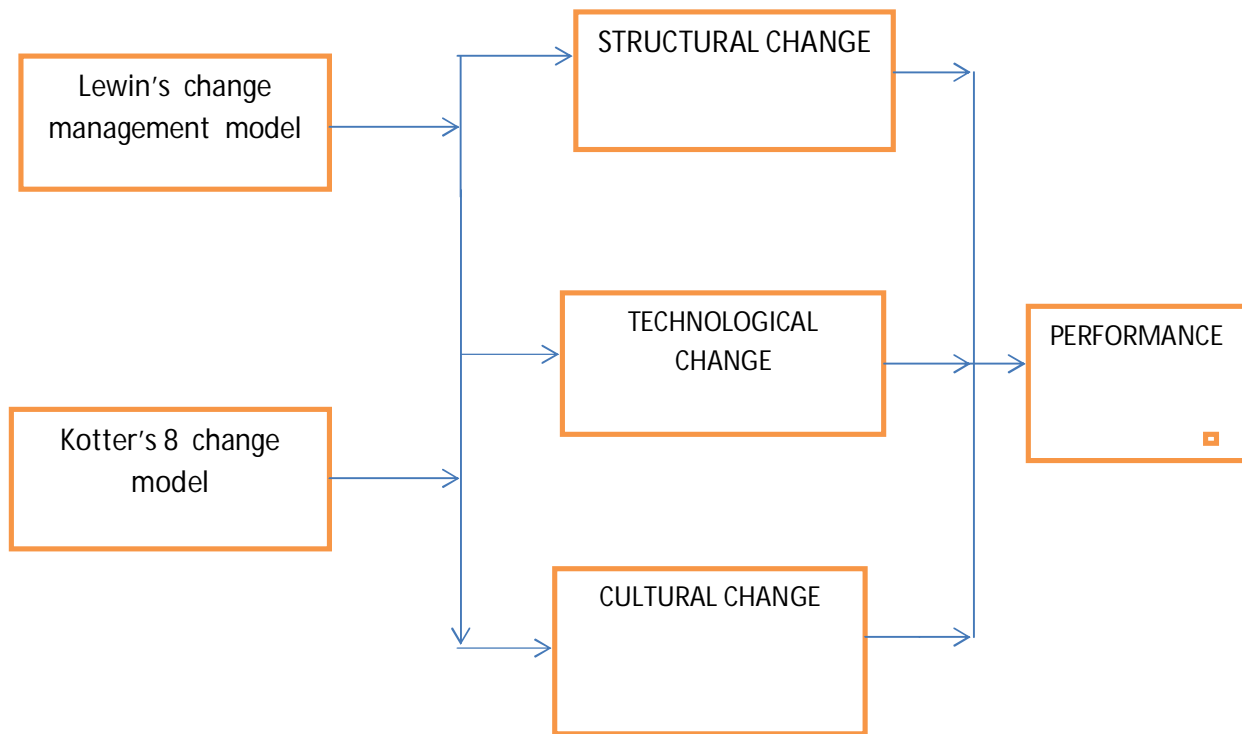 STRUCTURAL CHANGE
Lewin’s change
management model
TECHNOLOGICAL
CHANGE
PERFORMANCE
Kotter’s 8 change
model
CULTURAL CHANGE